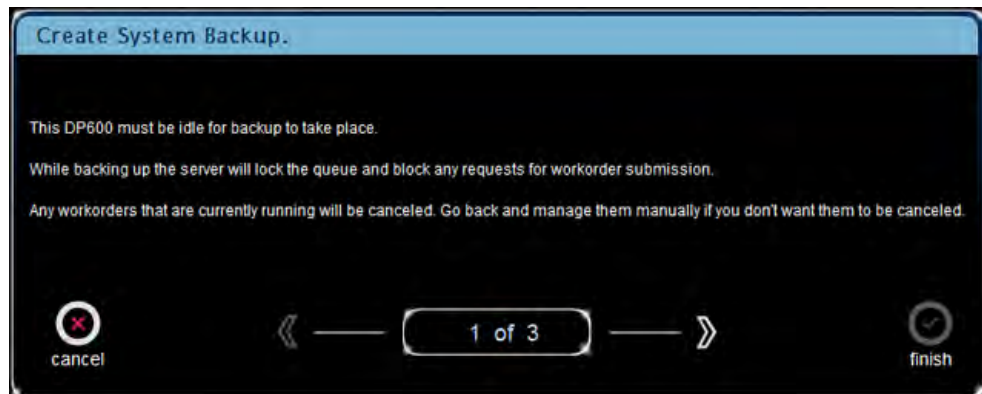 Create System Backup.
This DP600 must be idle for backup to take place.
While backing up the server will lock the queue and block any requests for workorder submission.
Any workorders that are currently running will be canceled. Go back and manage them manually if you don't want them to be canceled.
1 of 3
cancel
finish